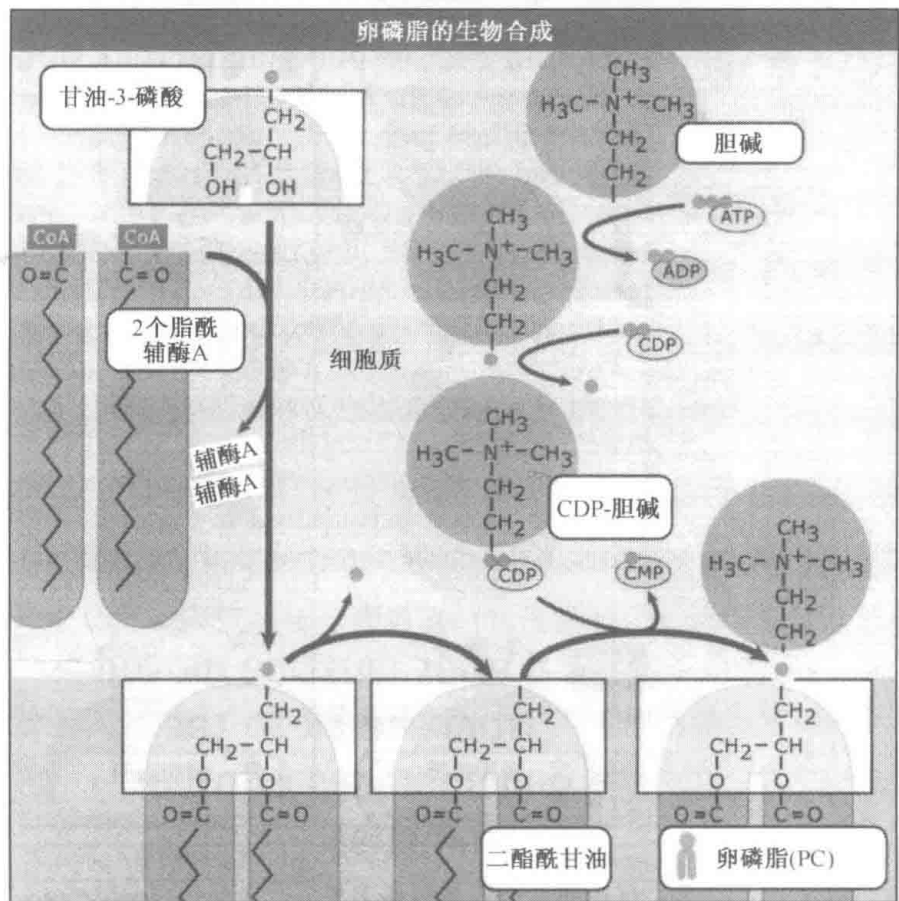 卵磷脂的生物合成
甘油-3-磷酸
CH₂
H₂C-CH
OH OH
CH₃
H₃C-N⁺-CH₃
CH₂
CH₂
胆碱
ATP
ADP
CoA CoA
O=C C=O
2个脂酰
辅酶A
细胞质
CH₃
H₃C-N⁺-CH₃
CH₂
CH₂
CDP
辅酶A
辅酶A
CH₃
H₃C-N⁺-CH₃
CH₂
CH₂
CDP
CDP-胆碱
CMP
CH₃
H₃C-N⁺-CH₃
CH₂
CH₂
CH₂
CH₂-CH
O O
O=C C=O
CH₂
CH₂-CH
O O
O=C C=O
二酯酰甘油
CH₂
CH₂-CH
O O
O=C C=O
卵磷脂(PC)